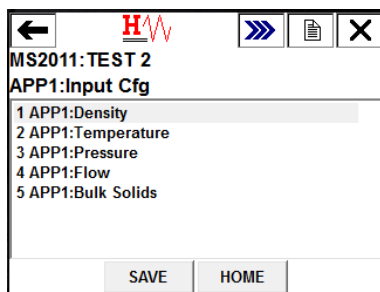 H
MS2011:TEST 2
APP1:Input Cfg
1 APP1:Density
2 APP1:Temperature
3 APP1:Pressure
4 APP1:Flow
5 APP1:Bulk Solids
SAVE HOME